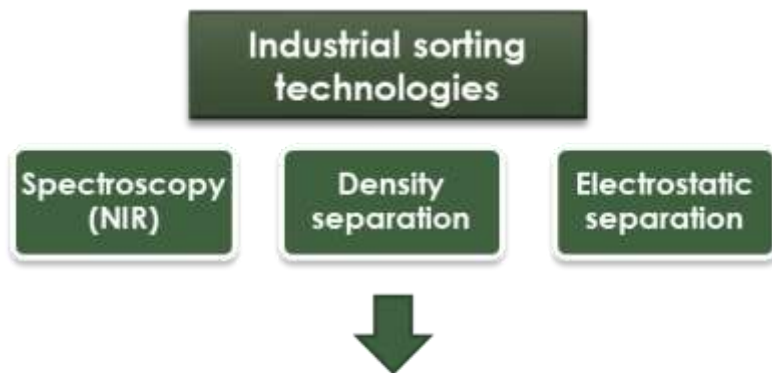 Industrial sorting
technologies
Spectroscopy
(NIR)
Density
separation
Electrostatic
separation